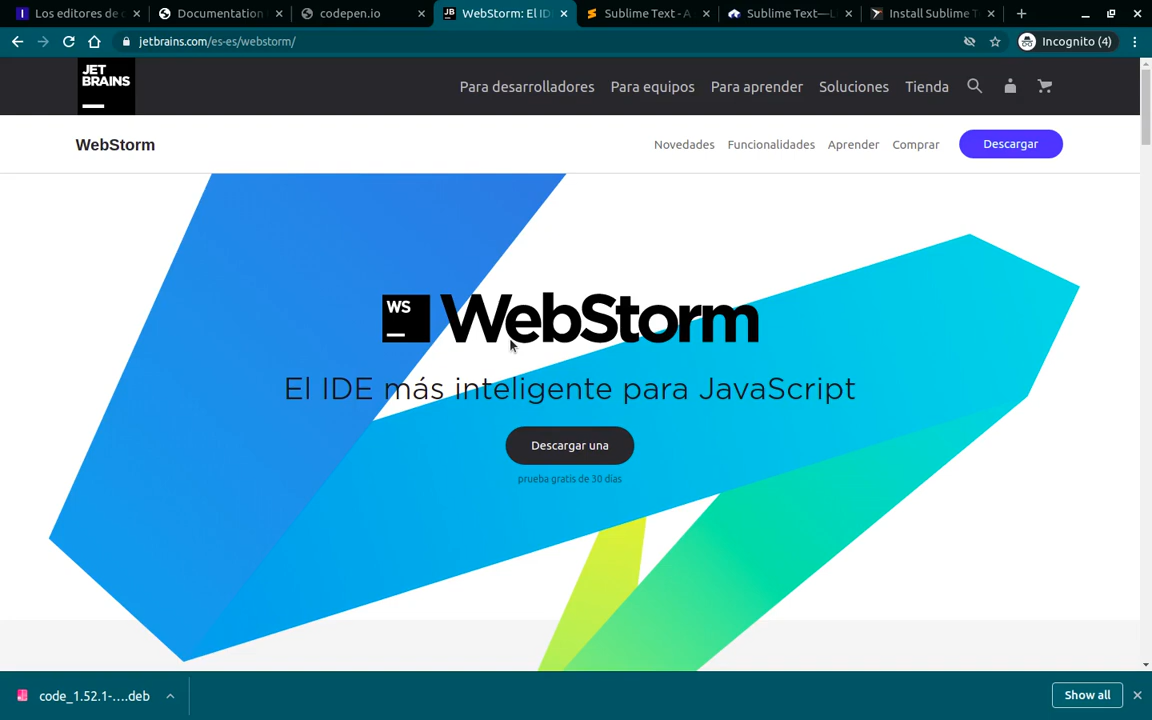 Los editores de c
Documentation
codepen.io
WebStorm: El ID
Sublime Text - A
Sublime Text—Li
Install Sublime T
jetbrains.com/es-es/webstorm/
Incognito (4)
JET BRAINS
Para desarrolladores Para equipos Para aprender Soluciones Tienda
WebStorm
Novedades Funcionalidades Aprender Comprar Descargar
WS WebStorm
El IDE más inteligente para JavaScript
Descargar una
prueba gratis de 30 días
code_1.52.1-....deb
Show all